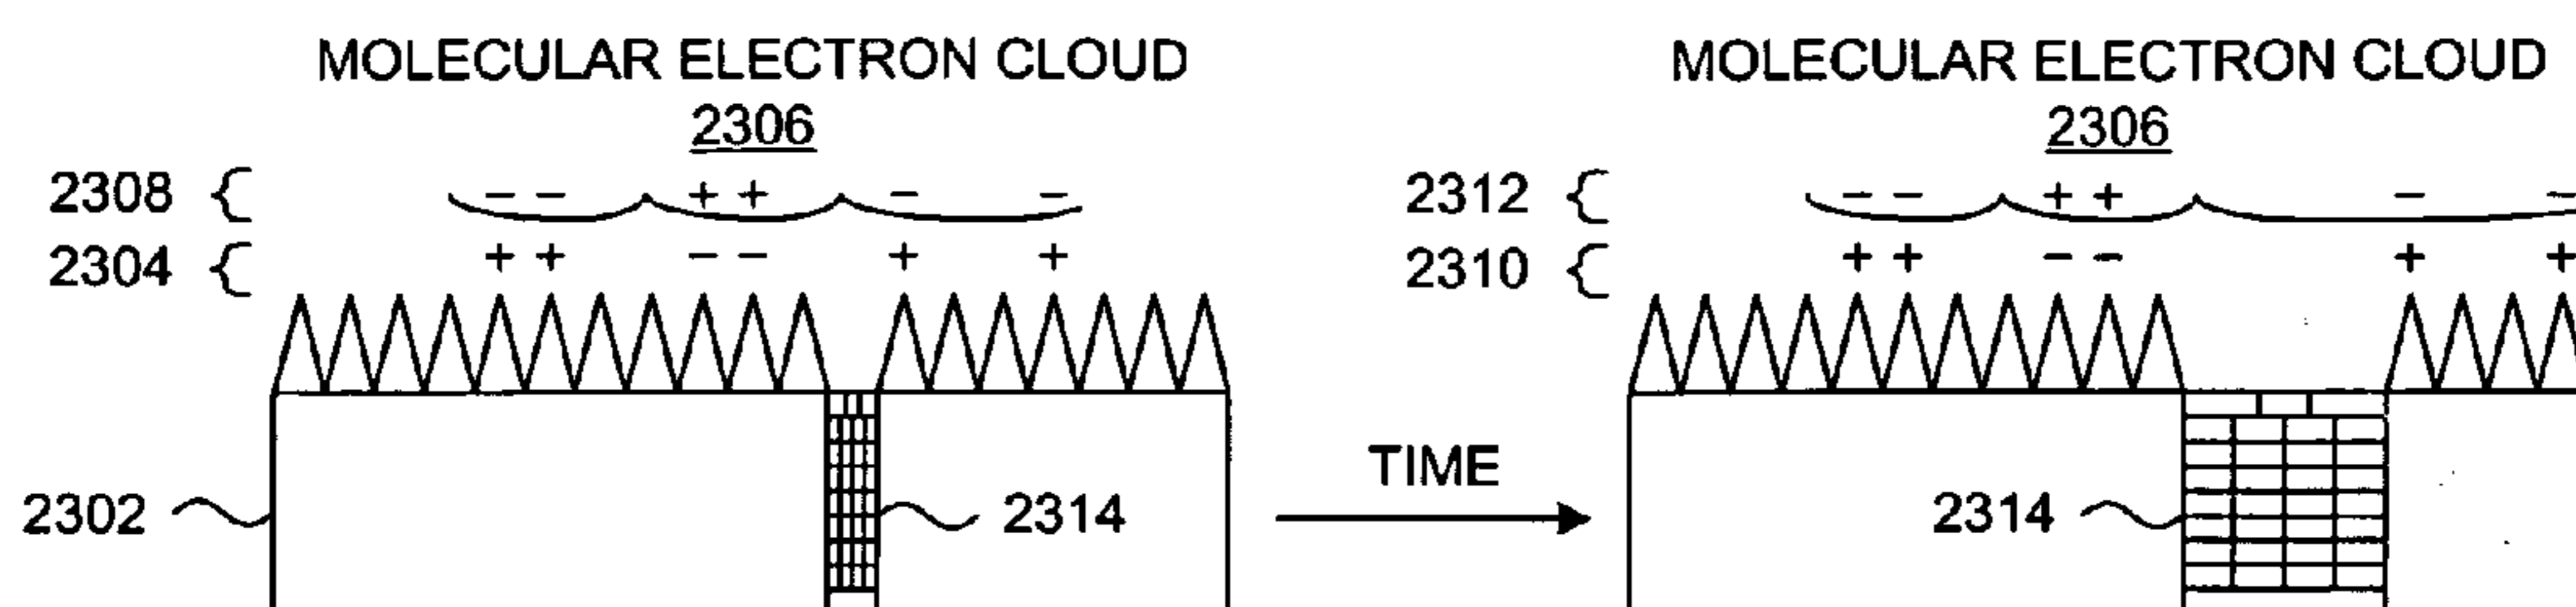 MOLECULAR ELECTRON CLOUD
2306
2308 { − − + + − −
2304 { + + − − + +
2302
2314
TIME
MOLECULAR ELECTRON CLOUD
2306
2312 { − − + + − −
2310 { + + − − + +
2314